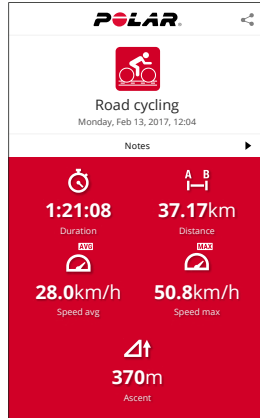 POLAR.
Road cycling
Monday, Feb 13, 2017, 12:04
Notes
A B
1:21:08
37.17km
Duration
Distance
AVG
MAX
28.0km/h
50.8km/h
Speed avg
Speed max
370m
Ascent